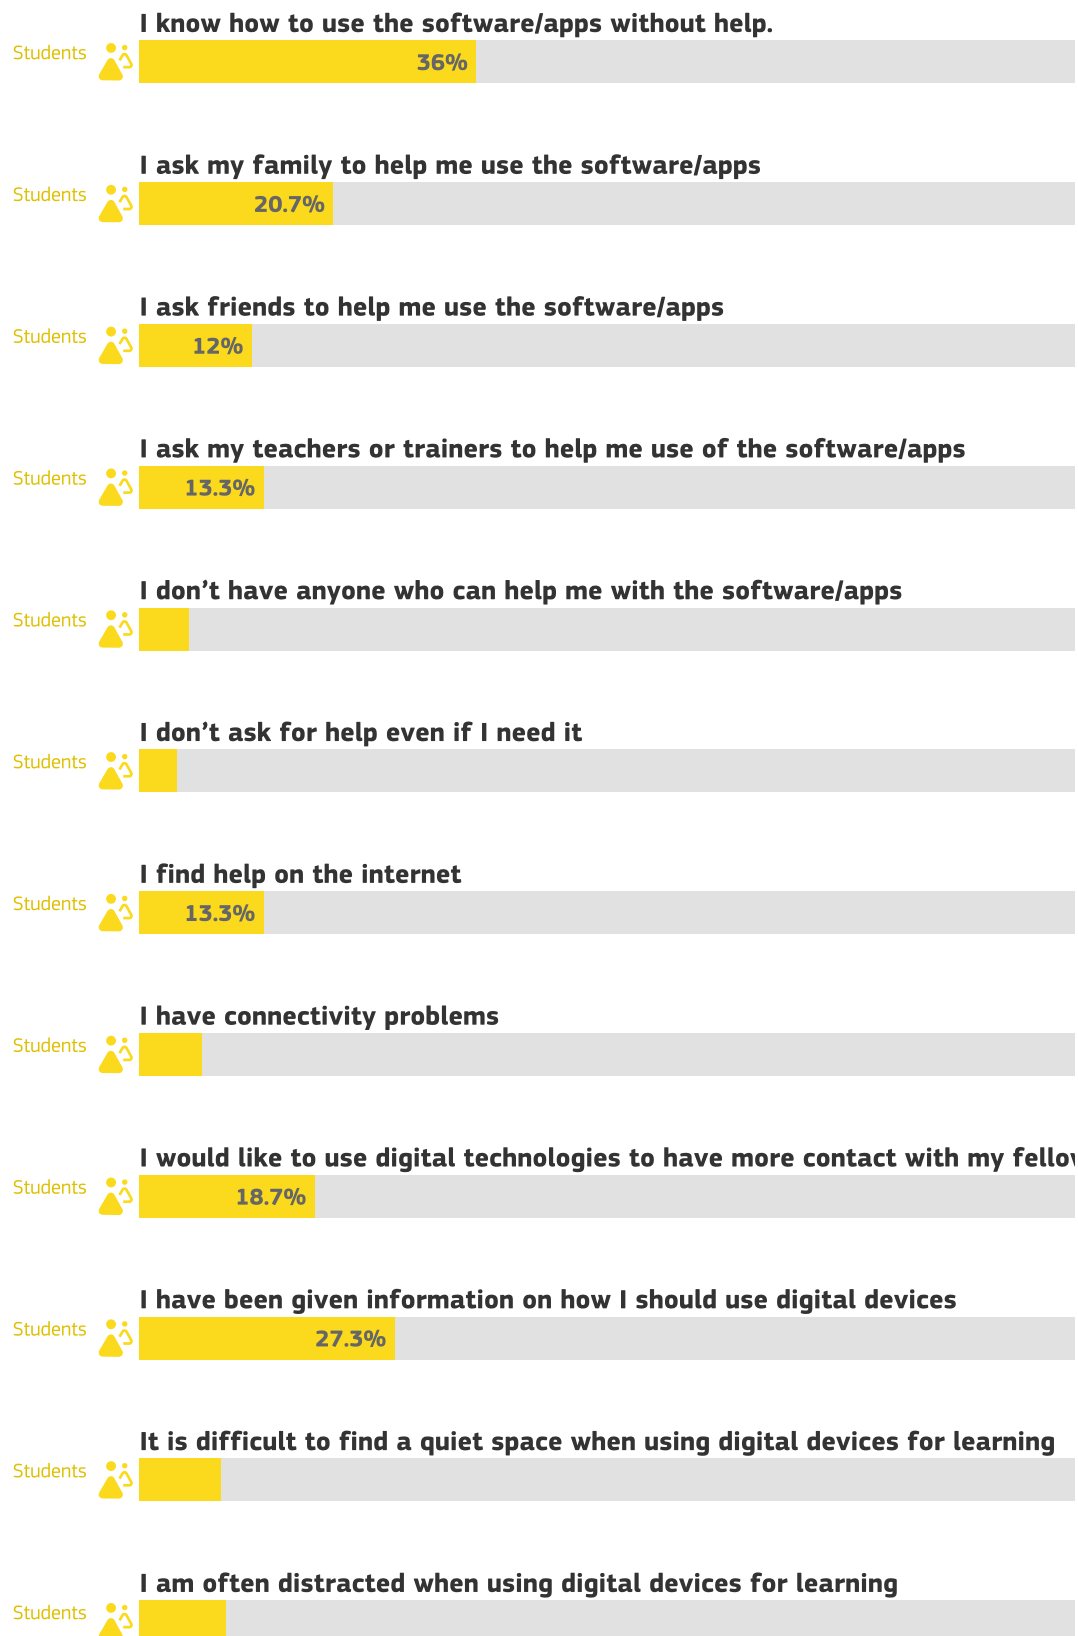 I know how to use the software/apps without help.
Students
36%
I ask my family to help me use the software/apps
Students
20.7%
I ask friends to help me use the software/apps
Students
12%
I ask my teachers or trainers to help me use of the software/apps
Students
13.3%
I don’t have anyone who can help me with the software/apps
Students
I don’t ask for help even if I need it
Students
I find help on the internet
Students
13.3%
I have connectivity problems
Students
I would like to use digital technologies to have more contact with my
Students
18.7%
I have been given information on how I should use digital devices
Students
27.3%
It is difficult to find a quiet space when using digital devices for learning
Students
I am often distracted when using digital devices for learning
Students